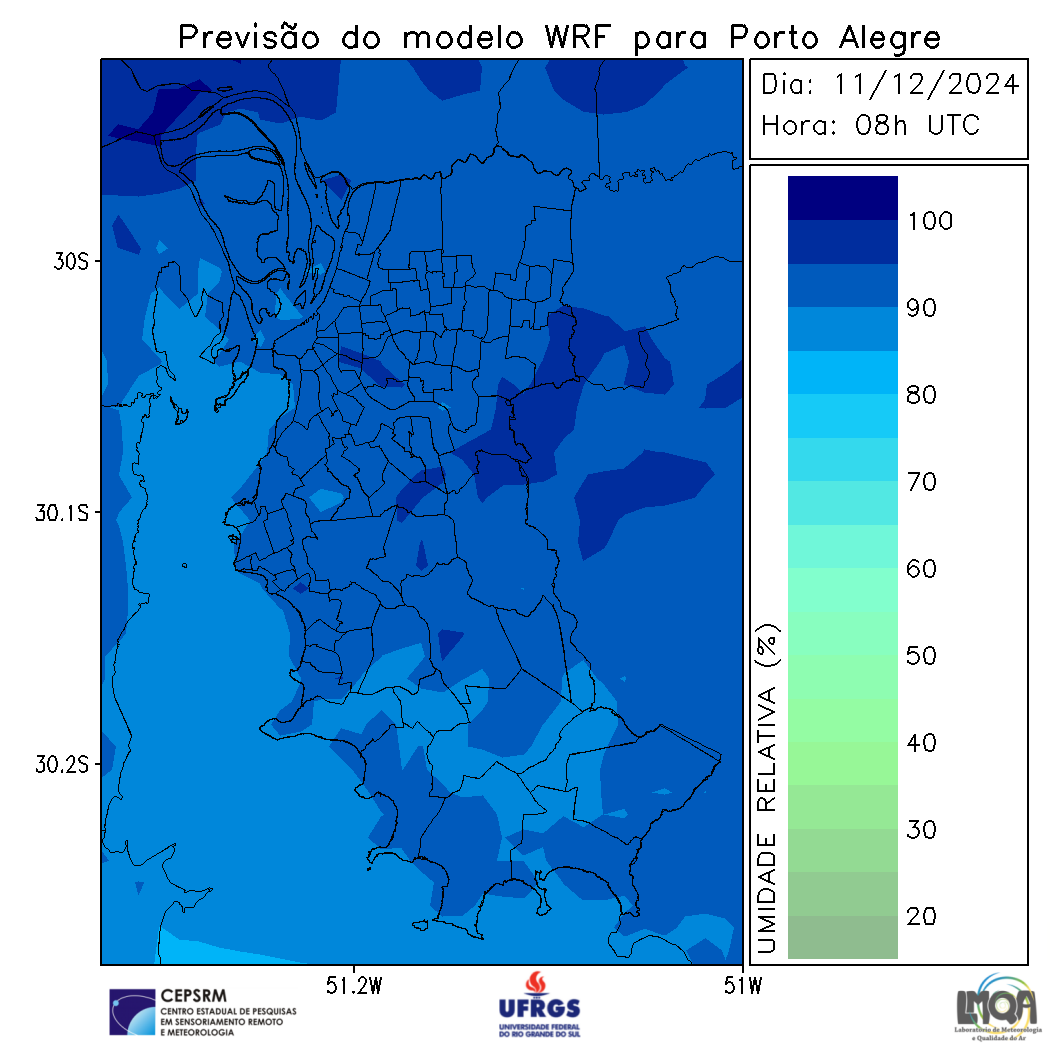 Previsão do modelo WRF para Porto Alegre
Dia: 11/12/2024
Hora: 08h UTC
30S
30.1S
30.2S
51.2W
51W
100
90
80
70
60
50
40
30
20
UMIDADE RELATIVA (%)
CEPSRM
CENTRO ESTADUAL DE PESQUISAS
EM SENSORIAMENTO REMOTO
E METEOROLOGIA
UFRGS
UNIVERSIDADE FEDERAL
DO RIO GRANDE DO SUL
LMQA
Laboratório de Meteorologia
e Qualidade do Ar